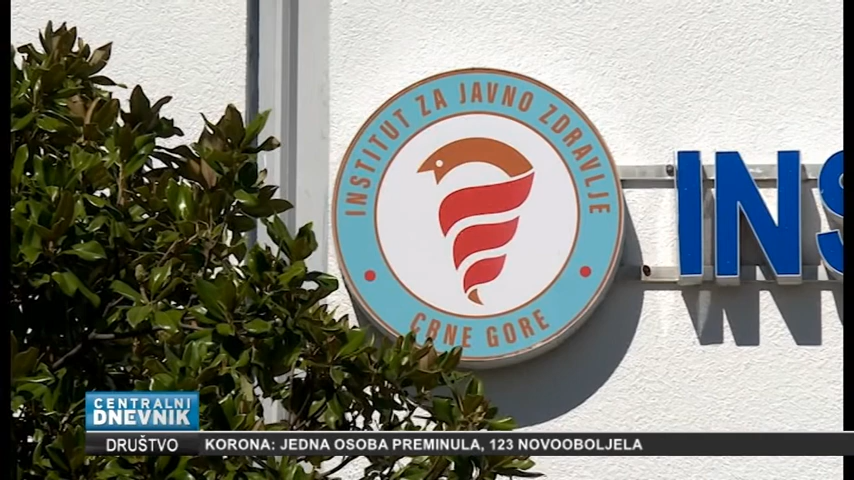 INSTITUT ZA JAVNO ZDRAVLJE
CRNE GORE
INS
CENTRALNI
DNEVNIK
DRUŠTVO
KORONA: JEDNA OSOBA PREMINULA, 123 NOVOOBOLJELA